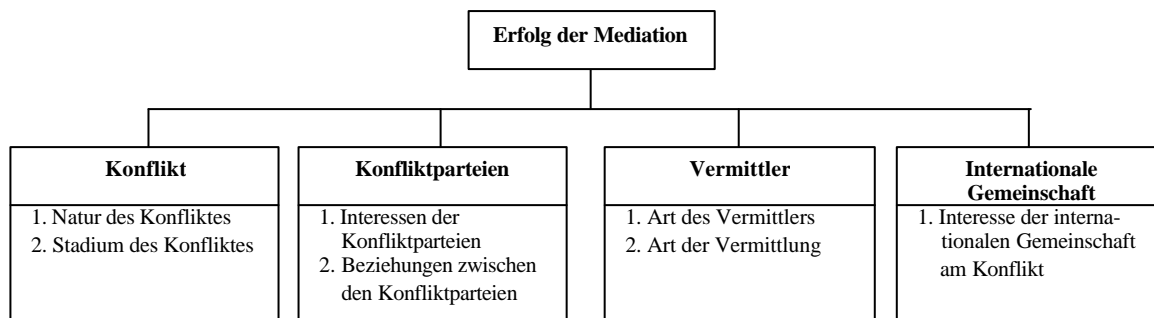 Erfolg der Mediation
Konflikt
1. Natur des Konfliktes
2. Stadium des Konfliktes
Konfliktparteien
1. Interessen der
Konfliktparteien
2. Beziehungen zwischen
den Konfliktparteien
Vermittler
1. Art des Vermittlers
2. Art der Vermittlung
Internationale
Gemeinschaft
1. Interesse der interna-
tionalen Gemeinschaft
am Konflikt